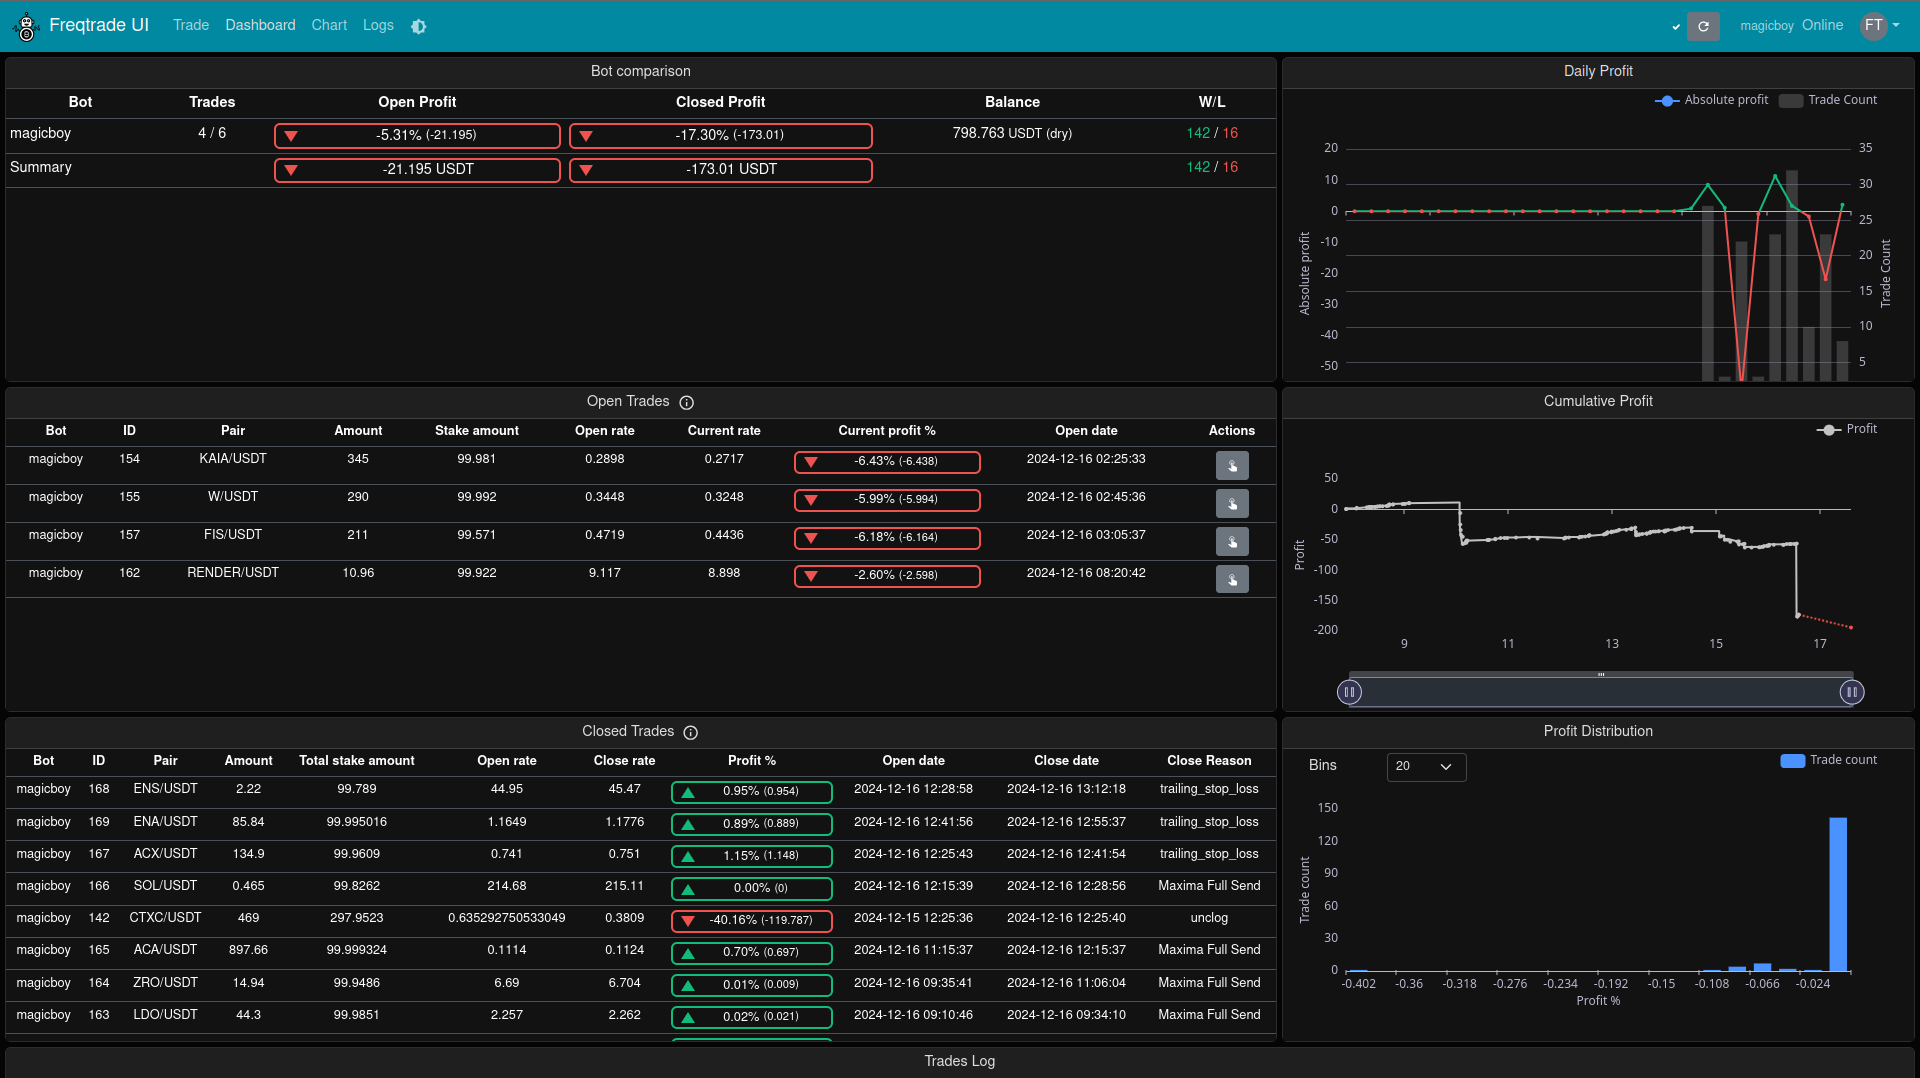 Freqtrade UI Trade Dashboard Chart Logs magicboy Online FT
Bot comparison
Bot Trades Open Profit Closed Profit Balance W/L
magicboy 4 / 6 -5.31% (-21.195) -17.30% (-173.01) 798.763 USDT (dry) 142 / 16
Summary -21.195 USDT -173.01 USDT 142 / 16
Daily Profit
Absolute profit Trade Count
20 35
10 30
0 25
-10 20
-20 15
-30 10
-40 5
-50
Absolute profit
Trade Count
Open Trades
Bot ID Pair Amount Stake amount Open rate Current rate Current profit % Open date Actions
magicboy 154 KAIA/USDT 345 99.981 0.2898 0.2717 -6.43% (-6.438) 2024-12-16 02:25:33
magicboy 155 W/USDT 290 99.992 0.3448 0.3248 -5.99% (-5.994) 2024-12-16 02:45:36
magicboy 157 FIS/USDT 211 99.571 0.4719 0.4436 -6.18% (-6.164) 2024-12-16 03:05:37
magicboy 162 RENDER/USDT 10.96 99.922 9.117 8.898 -2.60% (-2.598) 2024-12-16 08:20:42
Cumulative Profit
Profit
50
0
-50
-100
-150
-200
Profit
9 11 13 15 17
Closed Trades
Bot ID Pair Amount Total stake amount Open rate Close rate Profit % Open date Close date Close Reason
magicboy 168 ENS/USDT 2.22 99.789 44.95 45.47 0.95% (0.954) 2024-12-16 12:28:58 2024-12-16 13:12:18 trailing_stop_loss
magicboy 169 ENA/USDT 85.84 99.995016 1.1649 1.1776 0.89% (0.889) 2024-12-16 12:41:56 2024-12-16 12:55:37 trailing_stop_loss
magicboy 167 ACX/USDT 134.9 99.9609 0.741 0.751 1.15% (1.148) 2024-12-16 12:25:43 2024-12-16 12:41:54 trailing_stop_loss
magicboy 166 SOL/USDT 0.465 99.8262 214.68 215.11 0.00% (0) 2024-12-16 12:15:39 2024-12-16 12:28:56 Maxima Full Send
magicboy 142 CTXC/USDT 469 297.9523 0.635292750533049 0.3809 -40.16% (-119.787) 2024-12-15 12:25:36 2024-12-16 12:25:40 unclog
magicboy 165 ACA/USDT 897.66 99.999324 0.1114 0.1124 0.70% (0.697) 2024-12-16 11:15:37 2024-12-16 12:15:37 Maxima Full Send
magicboy 164 ZRO/USDT 14.94 99.9486 6.69 6.704 0.01% (0.009) 2024-12-16 09:35:41 2024-12-16 11:06:04 Maxima Full Send
magicboy 163 LDO/USDT 44.3 99.9851 2.257 2.262 0.02% (0.021) 2024-12-16 09:10:46 2024-12-16 09:34:10 Maxima Full Send
Profit Distribution
Bins 20 Trade count
150
120
90
60
30
0
Trade count
-0.402 -0.36 -0.318 -0.276 -0.234 -0.192 -0.15 -0.108 -0.066 -0.024
Profit %
Trades Log